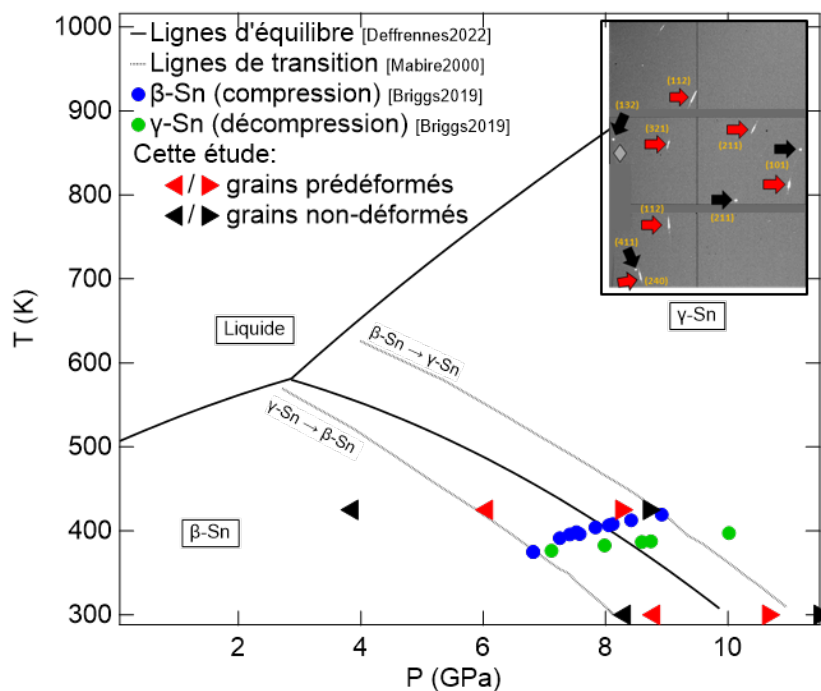 1000
900
800
700
600
500
400
300
T (K)
2
4
6
8
10
P (GPa)
Lignes d'équilibre [Deffrennes2022]
Lignes de transition [Mabire2000]
β-Sn (compression) [Briggs2019]
γ-Sn (décompression) [Briggs2019]
Cette étude:
/ grains prédéformés
/ grains non-déformés
(112)
(132)
(321)
(211)
(101)
(211)
(112)
(411)
(240)
Liquide
γ-Sn
β-Sn → γ-Sn
γ-Sn → β-Sn
β-Sn